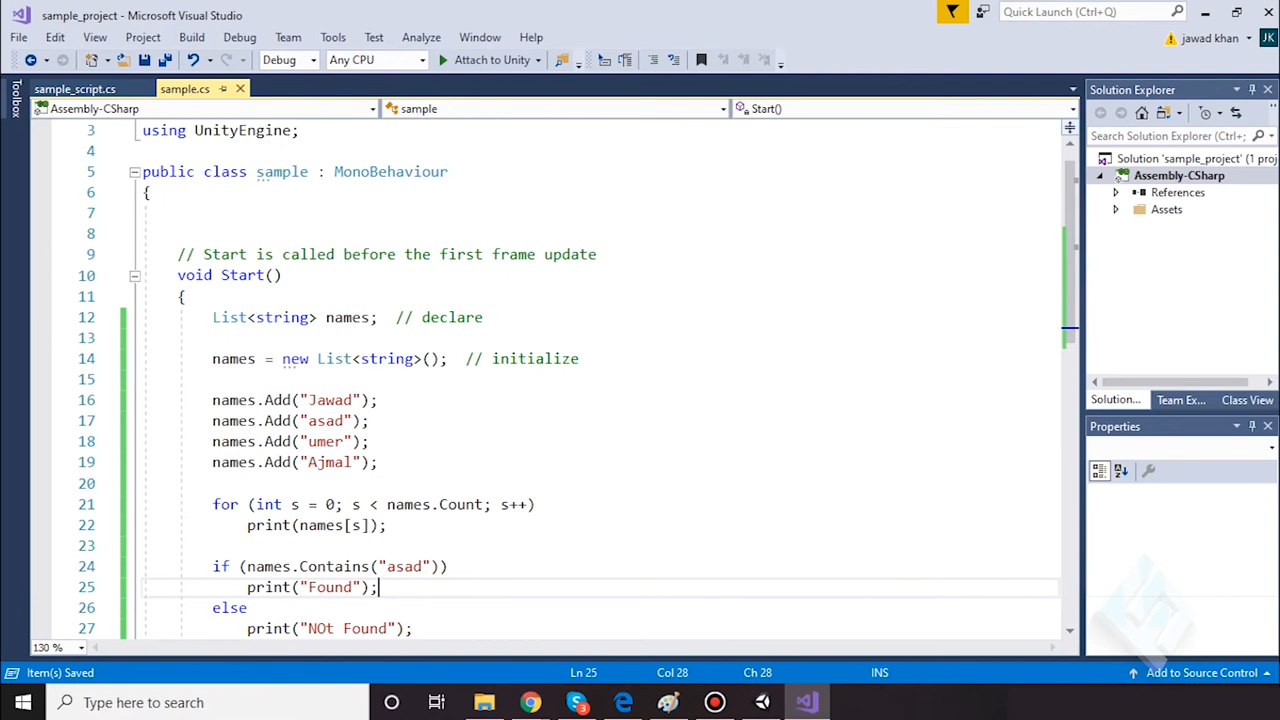 sample_project - Microsoft Visual Studio
Quick Launch (Ctrl+Q)
File Edit View Project Build Debug Team Tools Test Analyze Window Help
jawad khan JK
Debug Any CPU Attach to Unity
Toolbox
sample_script.cs sample.cs
Assembly-CSharp sample Start()
3 using UnityEngine;
4
5 public class sample : MonoBehaviour
6 {
7
8
9 // Start is called before the first frame update
10 void Start()
11 {
12 List<string> names; // declare
13
14 names = new List<string>(); // initialize
15
16 names.Add("Jawad");
17 names.Add("asad");
18 names.Add("umer");
19 names.Add("Ajmal");
20
21 for (int s = 0; s < names.Count; s++)
22 print(names[s]);
23
24 if (names.Contains("asad"))
25 print("Found");
26 else
27 print("NOt Found");
130 %
Solution Explorer
Search Solution Explorer (Ctrl+;
Solution 'sample_project' (1 proj
Assembly-CSharp
References
Assets
Solution... Team Ex... Class View
Properties
Item(s) Saved Ln 25 Col 28 Ch 28 INS Add to Source Control
Type here to search
3